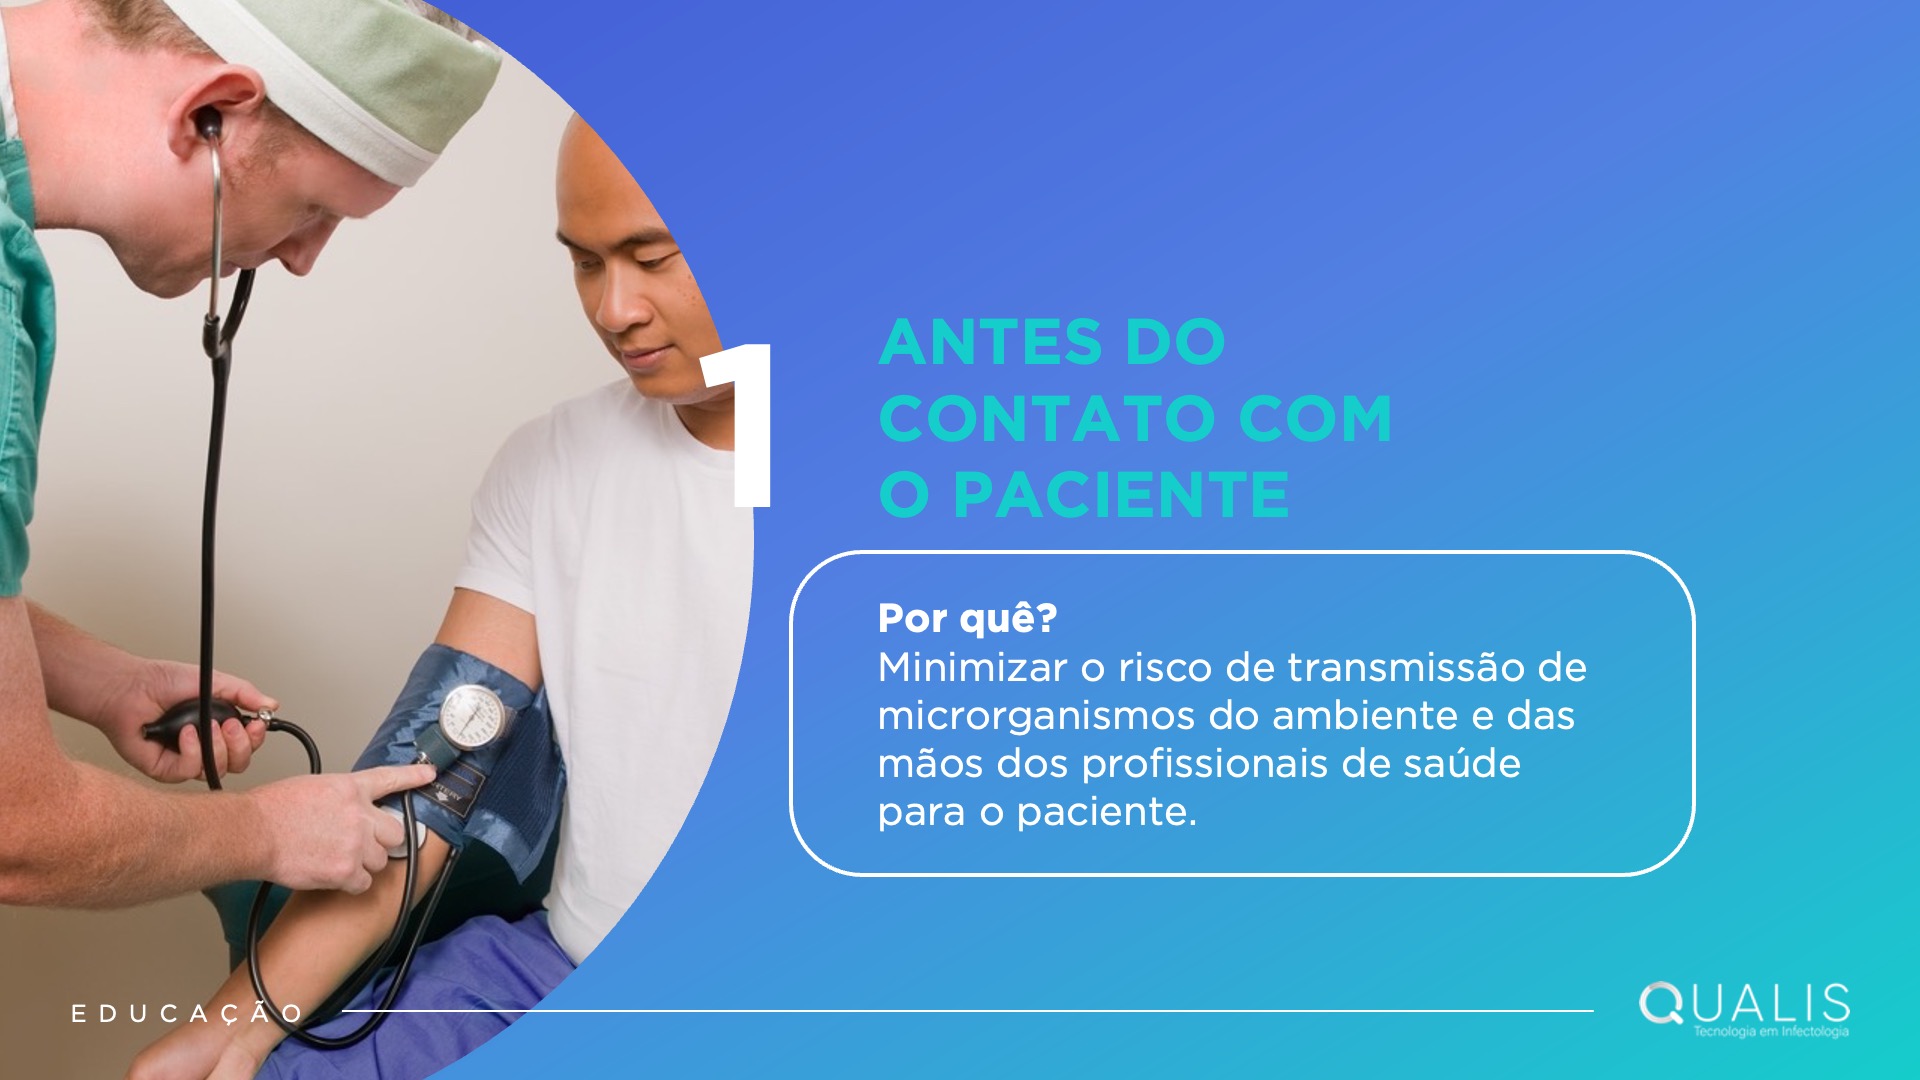 1
ANTES DO
CONTATO COM
O PACIENTE
Por quê?
Minimizar o risco de transmissão de
microrganismos do ambiente e das
mãos dos profissionais de saúde
para o paciente.
EDUCAÇÃO
QUALIS
Tecnologia em Infectologia